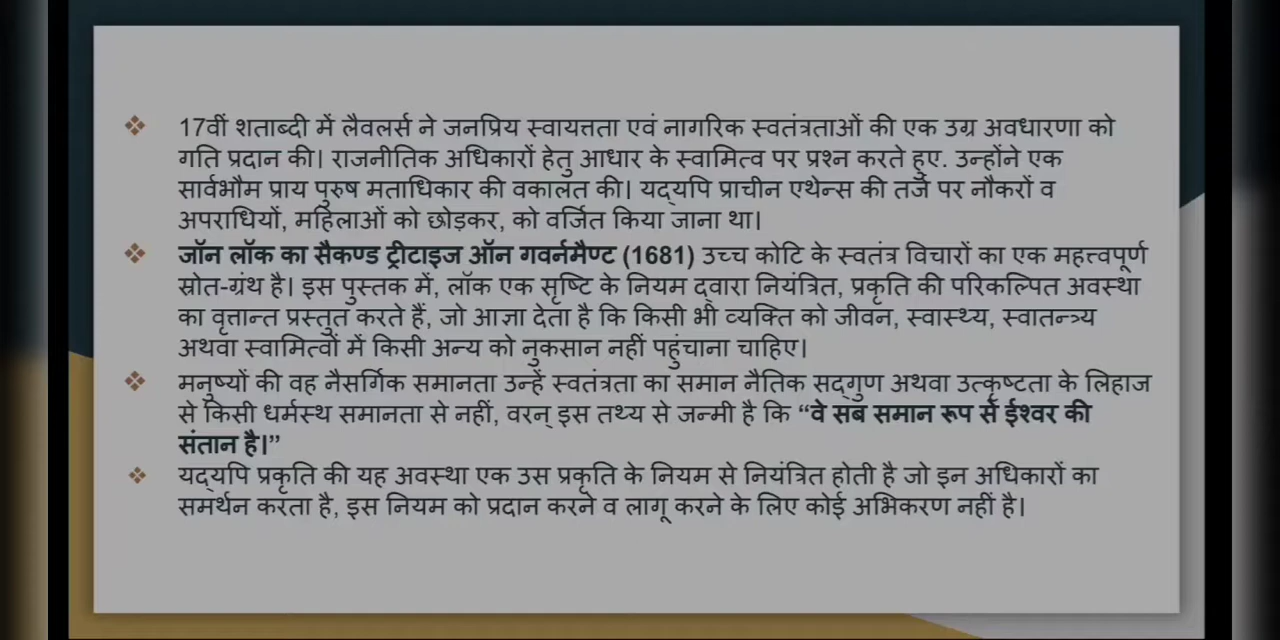 17वीं शताब्दी में लैवलर्स ने जनप्रिय स्वायत्तता एवं नागरिक स्वतंत्रताओं की एक उग्र अवधारणा को
गति प्रदान की। राजनीतिक अधिकारों हेतु आधार के स्वामित्व पर प्रश्न करते हुए. उन्होंने एक
सार्वभौम प्राय पुरुष मताधिकार की वकालत की। यद्यपि प्राचीन एथेन्स की तर्ज पर नौकरों व
अपराधियों, महिलाओं को छोड़कर, को वर्जित किया जाना था।
जॉन लॉक का सैकण्ड ट्रीटाइज ऑन गवर्नमैण्ट (1681) उच्च कोटि के स्वतंत्र विचारों का एक महत्त्वपूर्ण
स्रोत-ग्रंथ है। इस पुस्तक में, लॉक एक सृष्टि के नियम द्वारा नियंत्रित, प्रकृति की परिकल्पित अवस्था
का वृत्तान्त प्रस्तुत करते हैं, जो आज्ञा देता है कि किसी भी व्यक्ति को जीवन, स्वास्थ्य, स्वातन्त्र्य
अथवा स्वामित्वों में किसी अन्य को नुकसान नहीं पहुंचाना चाहिए।
मनुष्यों की वह नैसर्गिक समानता उन्हें स्वतंत्रता का समान नैतिक सद्गुण अथवा उत्कृष्टता के लिहाज
से किसी धर्मस्थ समानता से नहीं, वरन् इस तथ्य से जन्मी है कि “वे सब समान रूप से ईश्वर की
संतान है।”
यद्यपि प्रकृति की यह अवस्था एक उस प्रकृति के नियम से नियंत्रित होती है जो इन अधिकारों का
समर्थन करता है, इस नियम को प्रदान करने व लागू करने के लिए कोई अभिकरण नहीं है।